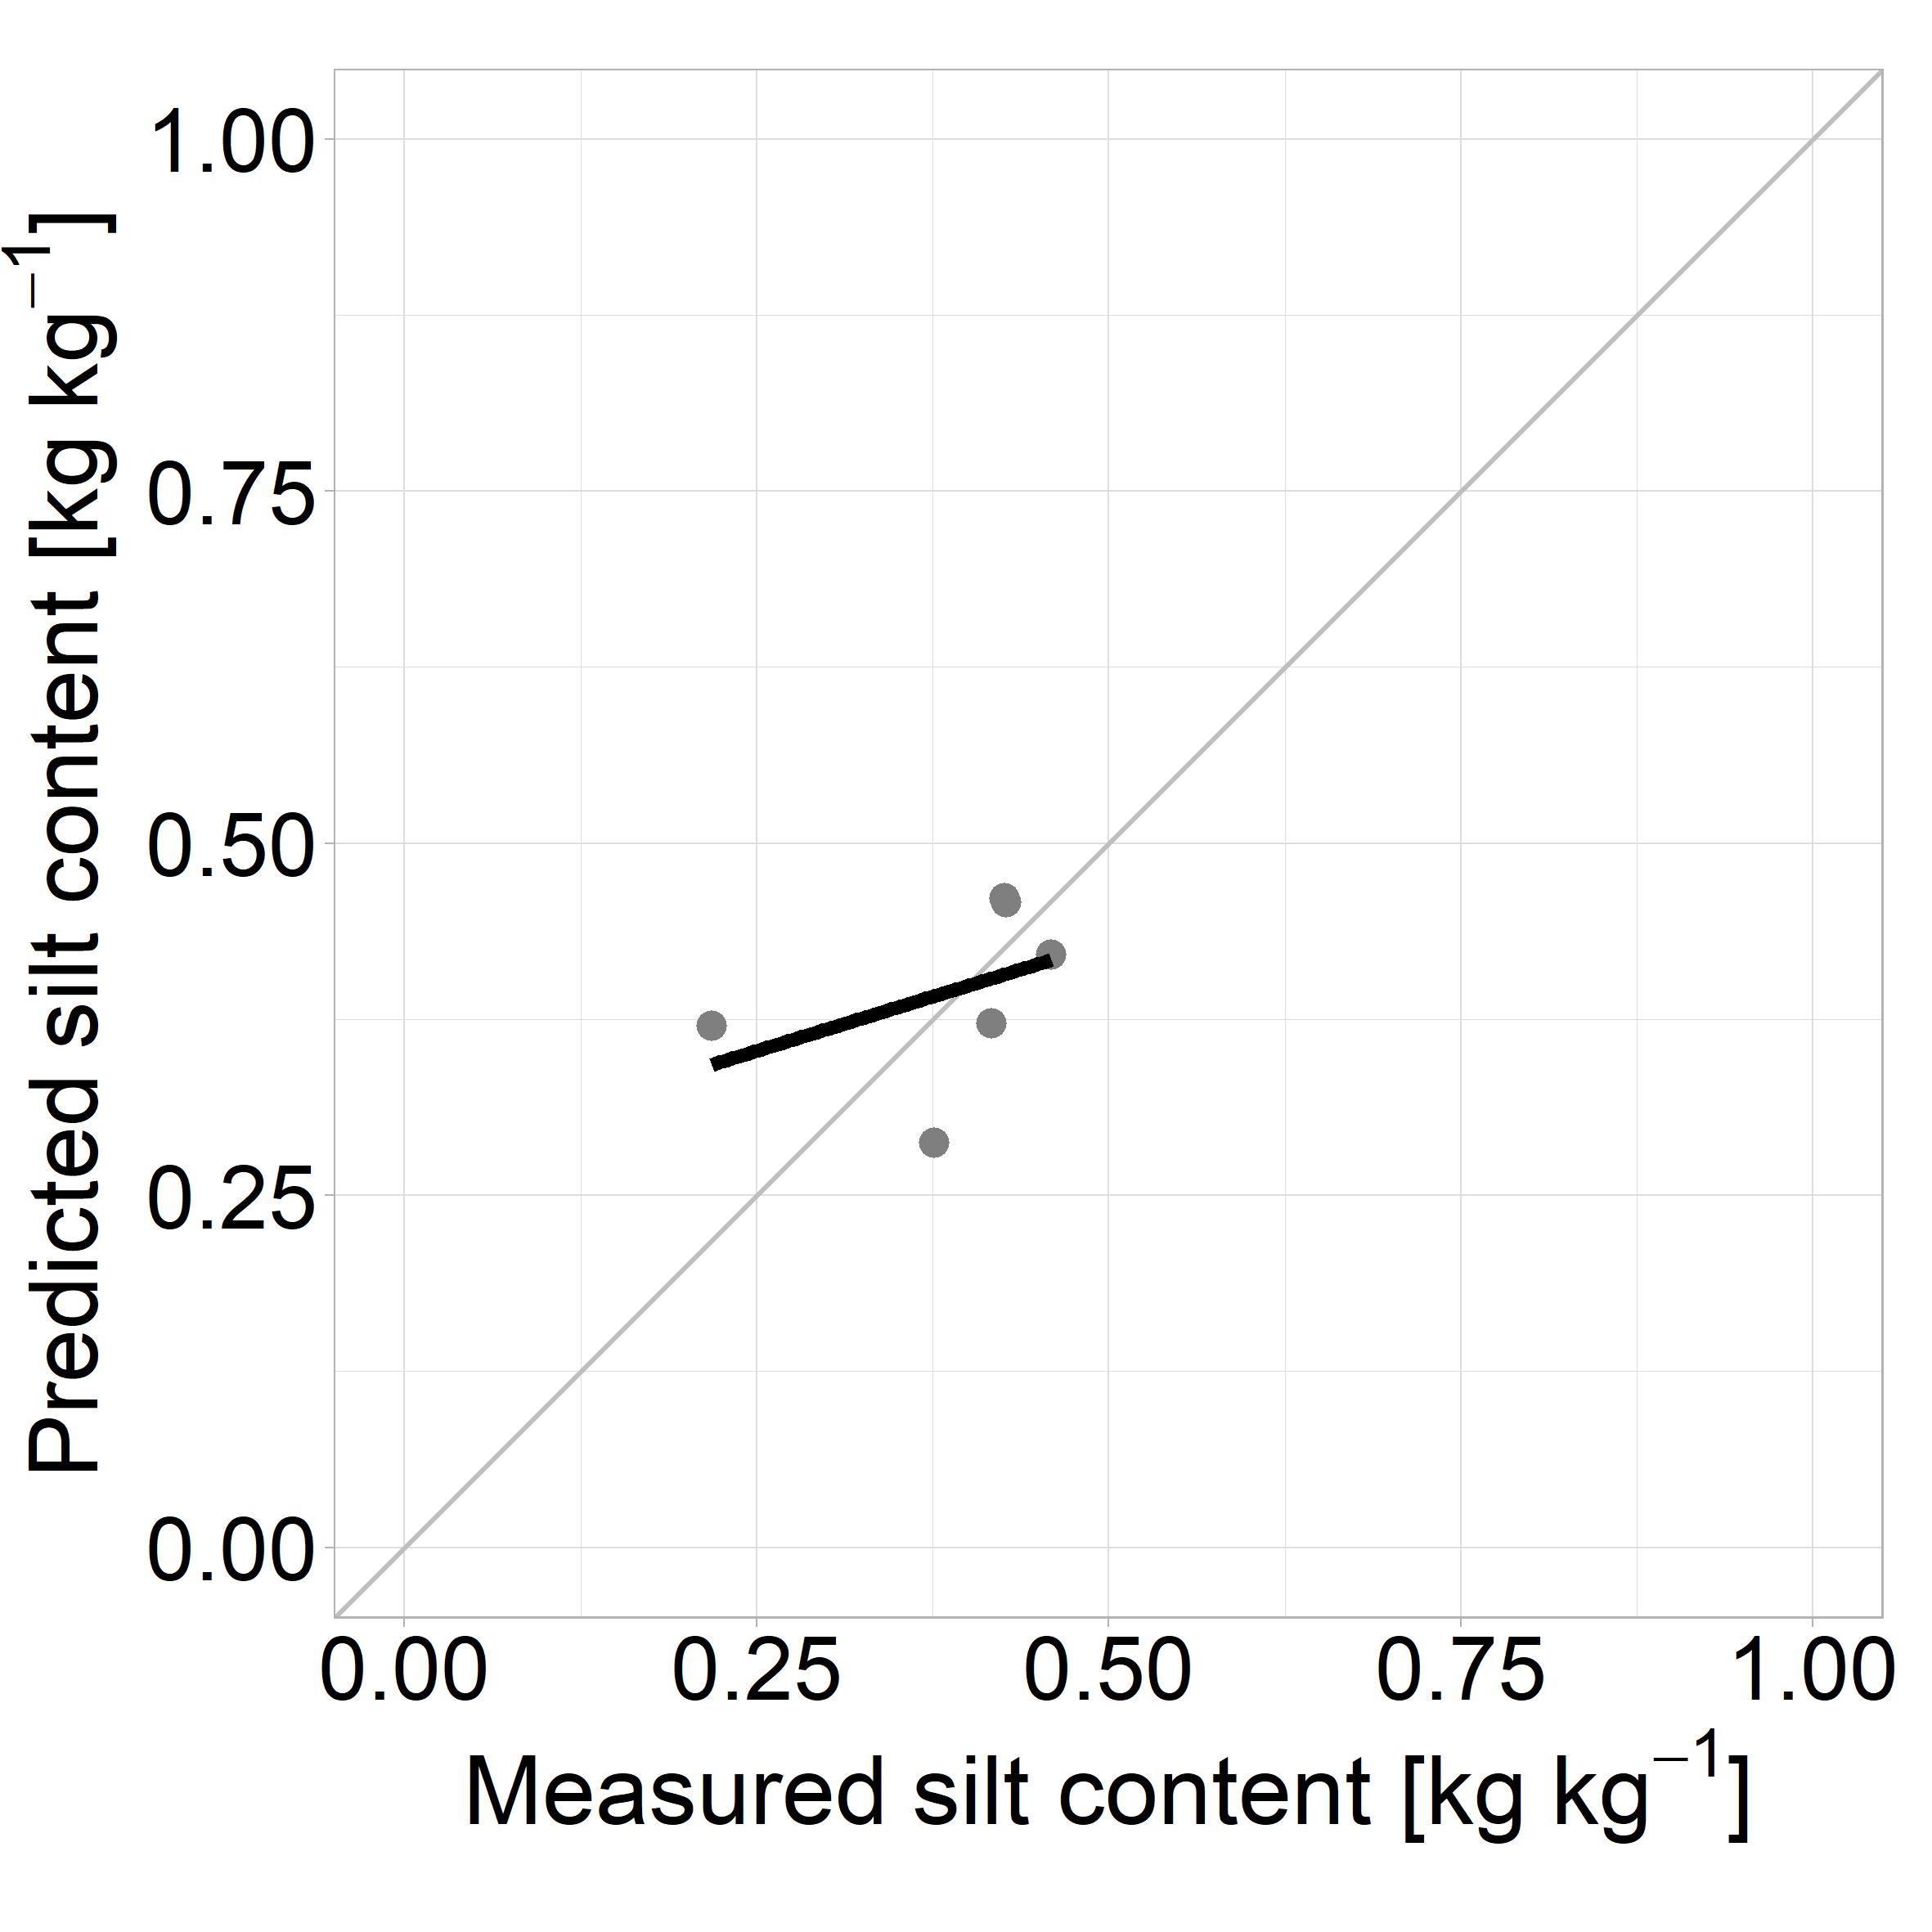 Predicted silt content [kg kg⁻¹]
1.00
0.75
0.50
0.25
0.00
0.00 0.25 0.50 0.75 1.00
Measured silt content [kg kg⁻¹]